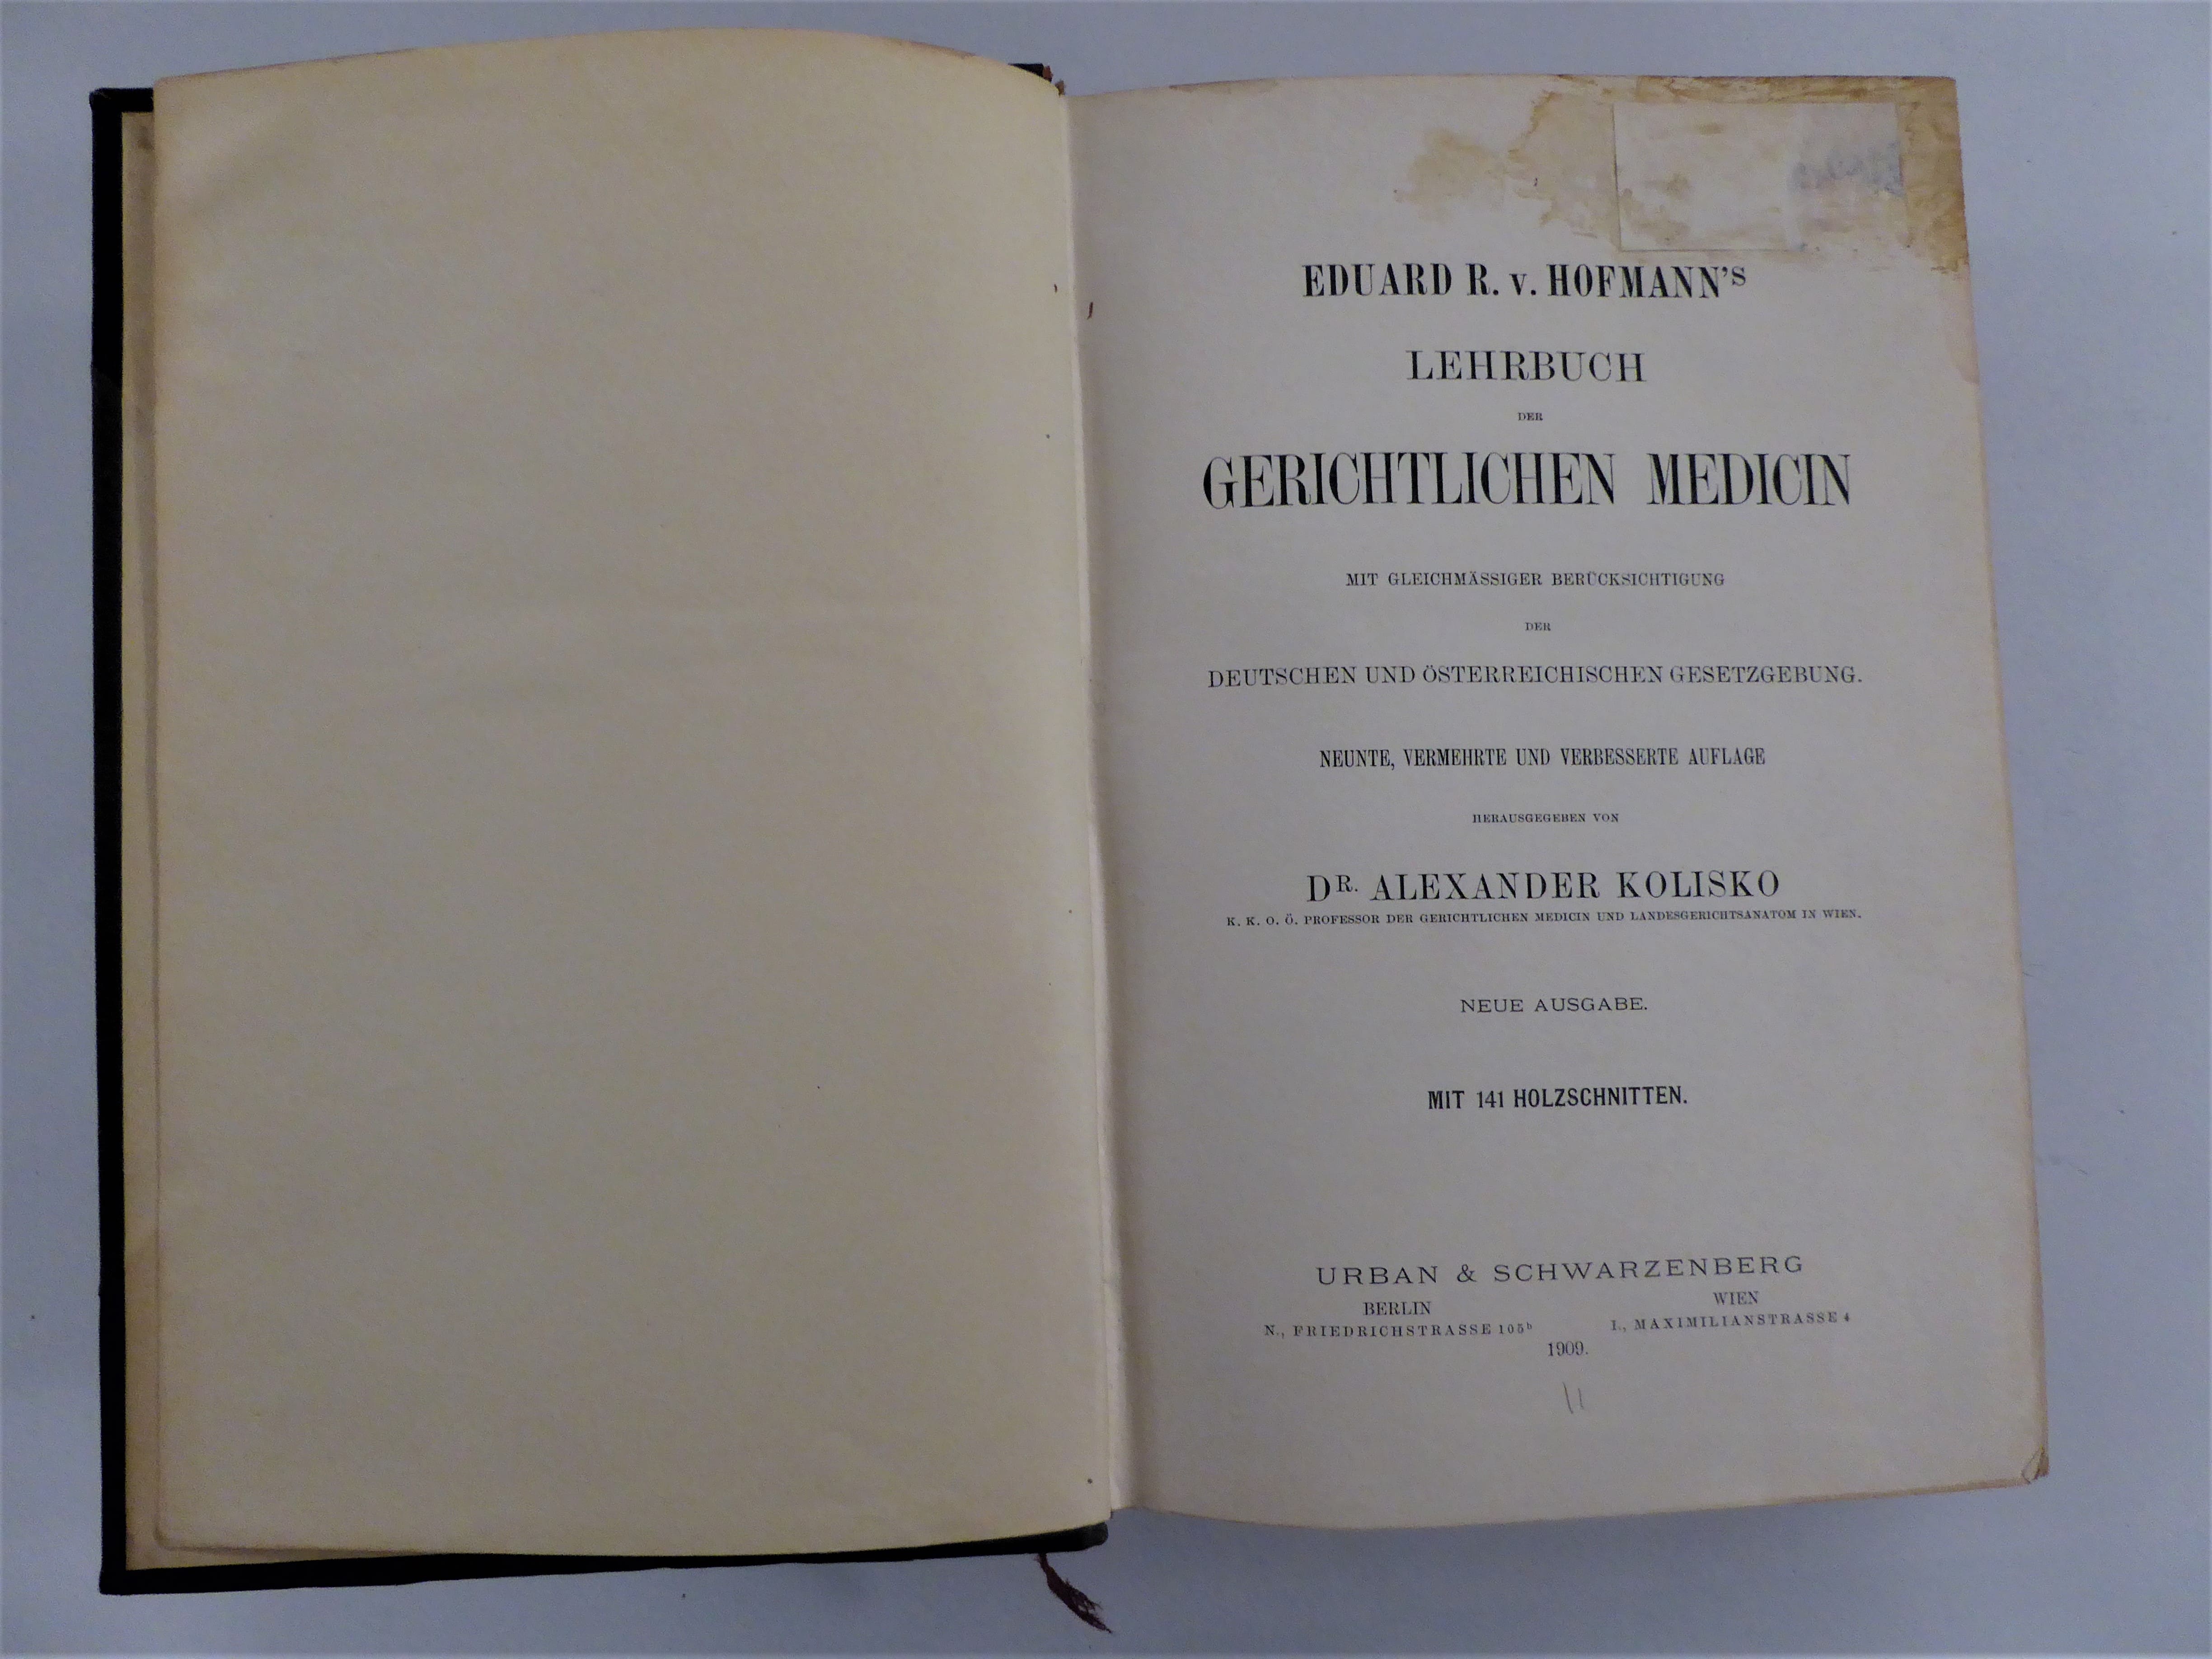 EDUARD R. v. HOFMANN'S
LEHRBUCH
DER
GERICHTLICHEN MEDICIN
MIT GLEICHMÄSSIGER BERÜCKSICHTIGUNG
DER
DEUTSCHEN UND ÖSTERREICHISCHEN GESETZGEBUNG.
NEUNTE, VERMEHRTE UND VERBESSERTE AUFLAGE
HERAUSGEGEBEN VON
DR. ALEXANDER KOLISKO
K. K. O. Ö. PROFESSOR DER GERICHTLICHEN MEDICIN UND LANDESGERICHTSANATOM IN WIEN.
NEUE AUSGABE.
MIT 141 HOLZSCHNITTEN.
URBAN & SCHWARZENBERG
BERLIN WIEN
N., FRIEDRICHSTRASSE 105b I., MAXIMILIANSTRASSE 4
1909.